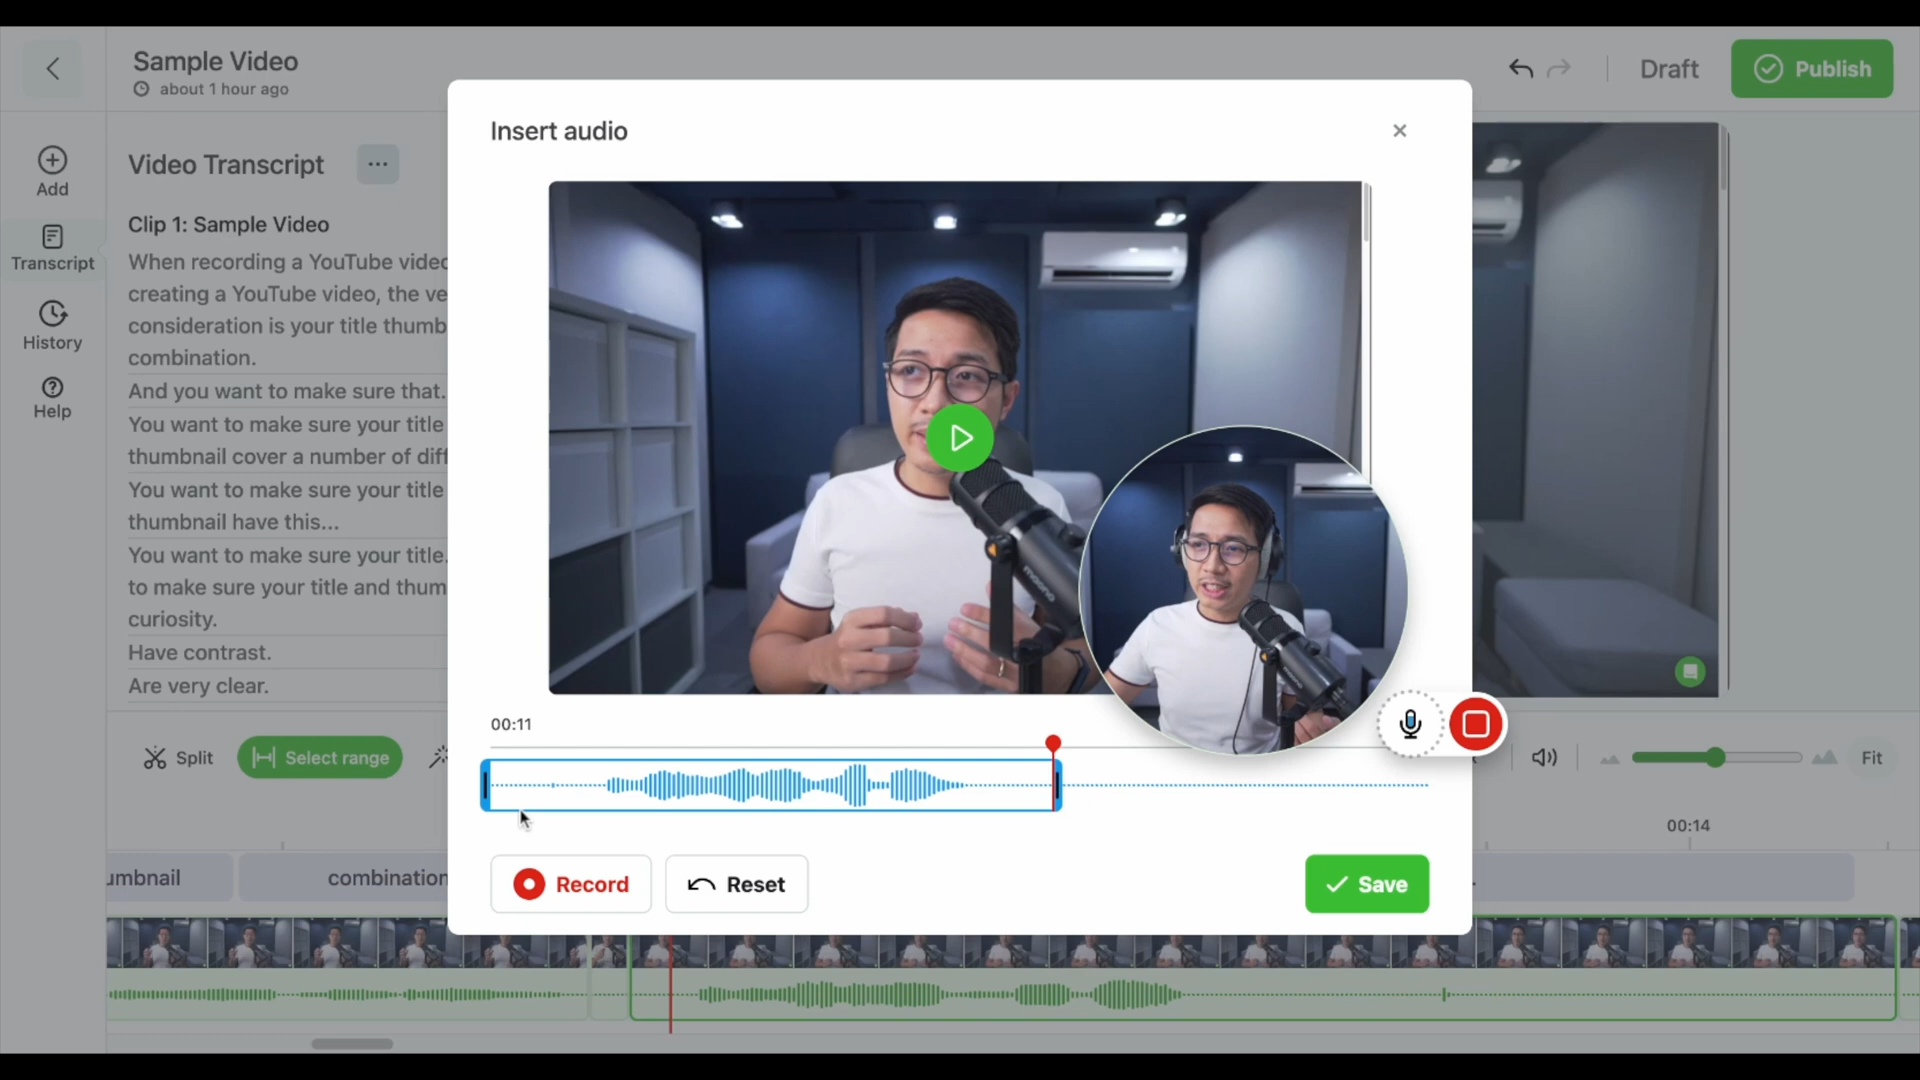 Sample Video
about 1 hour ago
Draft
Publish
Insert audio
Add
Transcript
History
Help
Video Transcript
Clip 1: Sample Video
When recording a YouTube video
creating a YouTube video, the ve
consideration is your title thumb
combination.
And you want to make sure that.
You want to make sure your title
thumbnail cover a number of diff
You want to make sure your title
thumbnail have this...
You want to make sure your title.
to make sure your title and thum
curiosity.
Have contrast.
Are very clear.
maono
00:11
Split
Select range
Fit
00:14
Record
Reset
Save
umbnail
combination